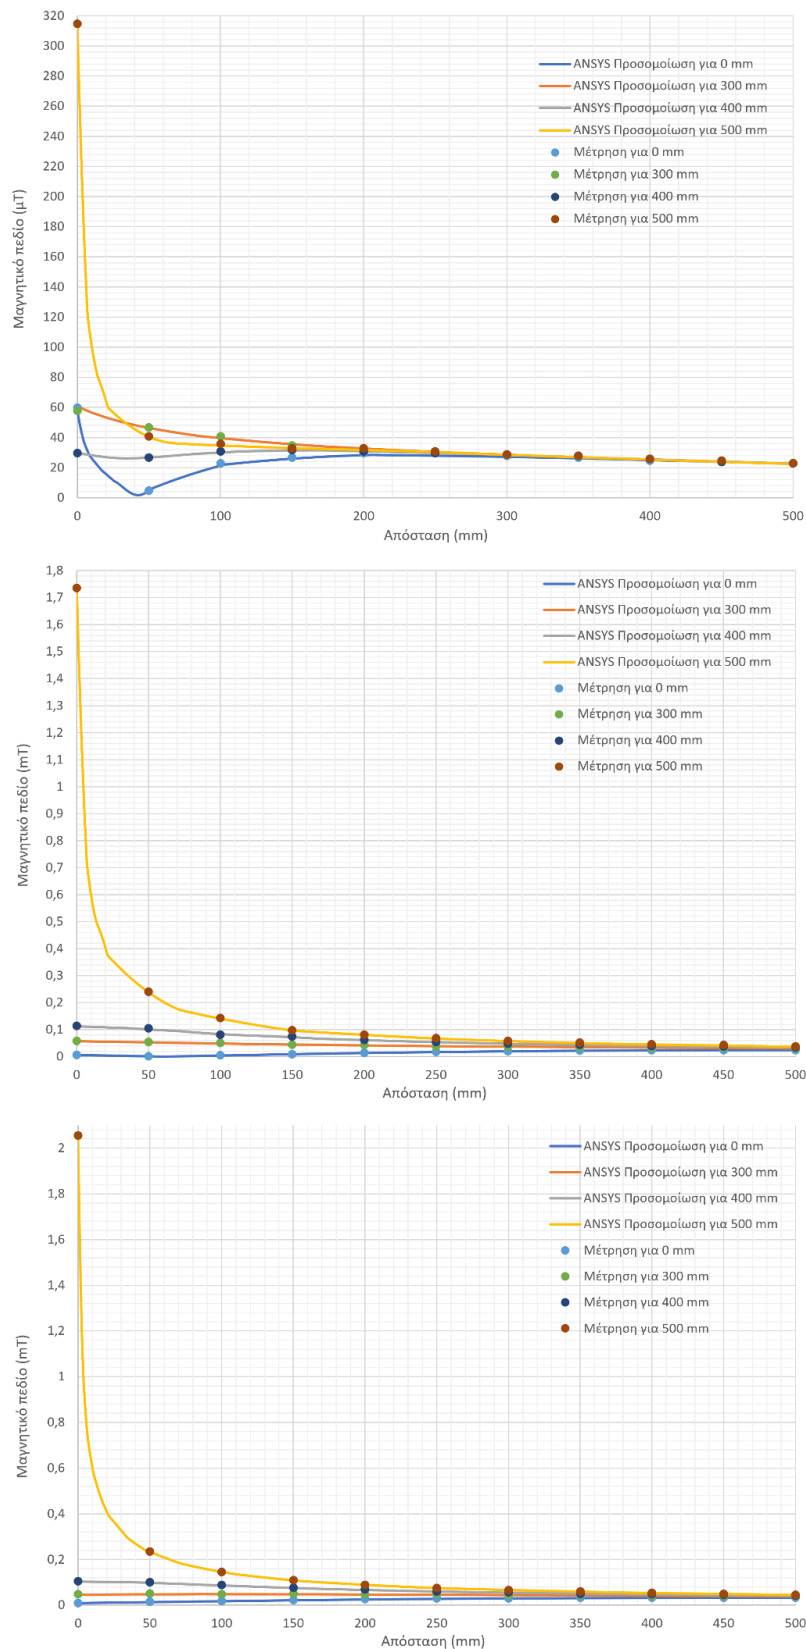 320
300
280
260
240
220
200
180
160
140
120
100
80
60
40
20
0
Μαγνητικό πεδίο (μΤ)
ANSYS Προσομοίωση για 0 mm
ANSYS Προσομοίωση για 300 mm
ANSYS Προσομοίωση για 400 mm
ANSYS Προσομοίωση για 500 mm
Μέτρηση για 0 mm
Μέτρηση για 300 mm
Μέτρηση για 400 mm
Μέτρηση για 500 mm
0 100 200 300 400 500
Απόσταση (mm)
1,8
1,7
1,6
1,5
1,4
1,3
1,2
1,1
1
0,9
0,8
0,7
0,6
0,5
0,4
0,3
0,2
0,1
0
Μαγνητικό πεδίο (mT)
ANSYS Προσομοίωση για 0 mm
ANSYS Προσομοίωση για 300 mm
ANSYS Προσομοίωση για 400 mm
ANSYS Προσομοίωση για 500 mm
Μέτρηση για 0 mm
Μέτρηση για 300 mm
Μέτρηση για 400 mm
Μέτρηση για 500 mm
0 50 100 150 200 250 300 350 400 450 500
Απόσταση (mm)
2
1,8
1,6
1,4
1,2
1
0,8
0,6
0,4
0,2
0
Μαγνητικό πεδίο (mT)
ANSYS Προσομοίωση για 0 mm
ANSYS Προσομοίωση για 300 mm
ANSYS Προσομοίωση για 400 mm
ANSYS Προσομοίωση για 500 mm
Μέτρηση για 0 mm
Μέτρηση για 300 mm
Μέτρηση για 400 mm
Μέτρηση για 500 mm
0 50 100 150 200 250 300 350 400 450 500
Απόσταση (mm)